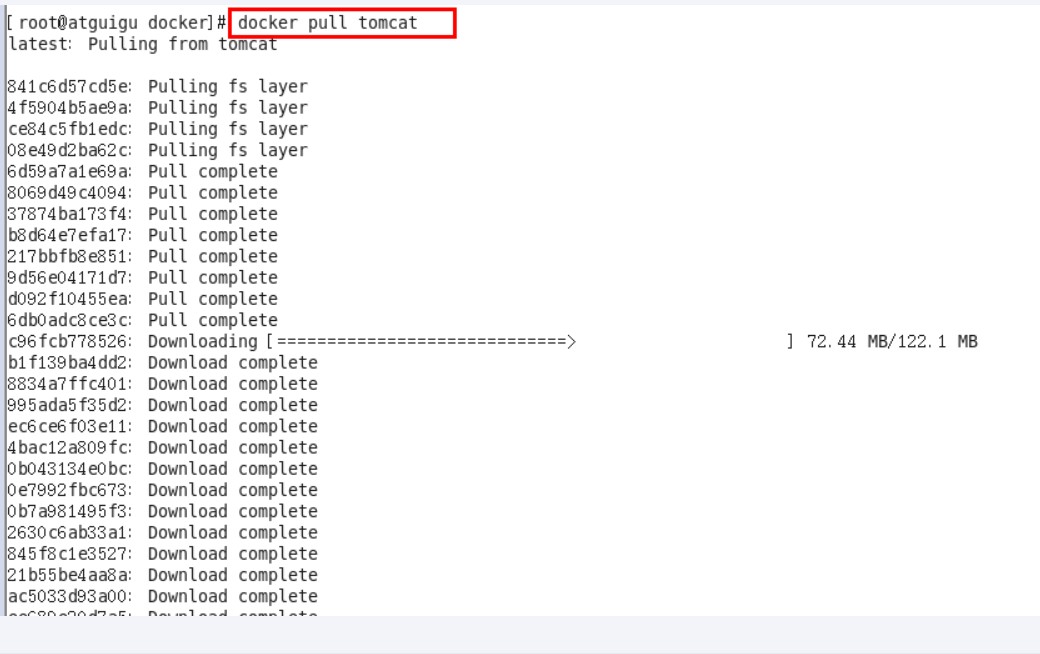 [root@atguigu docker]# docker pull tomcat
latest: Pulling from tomcat
841c6d57cd5e: Pulling fs layer
4f5904b5ae9a: Pulling fs layer
ce84c5fb1edc: Pulling fs layer
08e49d2ba62c: Pulling fs layer
6d59a7a1e69a: Pull complete
8069d49c4094: Pull complete
37874ba173f4: Pull complete
b8d64e7efa17: Pull complete
217bbfb8e851: Pull complete
9d56e04171d7: Pull complete
d092f10455ea: Pull complete
6db0adc8ce3c: Pull complete
c96fcb778526: Downloading [=============================>                     ] 72.44 MB/122.1 MB
b1f139ba4dd2: Download complete
8834a7ffc401: Download complete
995ada5f35d2: Download complete
ec6ce6f03e11: Download complete
4bac12a809fc: Download complete
0b043134e0bc: Download complete
0e7992fbc673: Download complete
0b7a981495f3: Download complete
2630c6ab33a1: Download complete
845f8c1e3527: Download complete
21b55be4aa8a: Download complete
ac5033d93a00: Download complete
Download complete